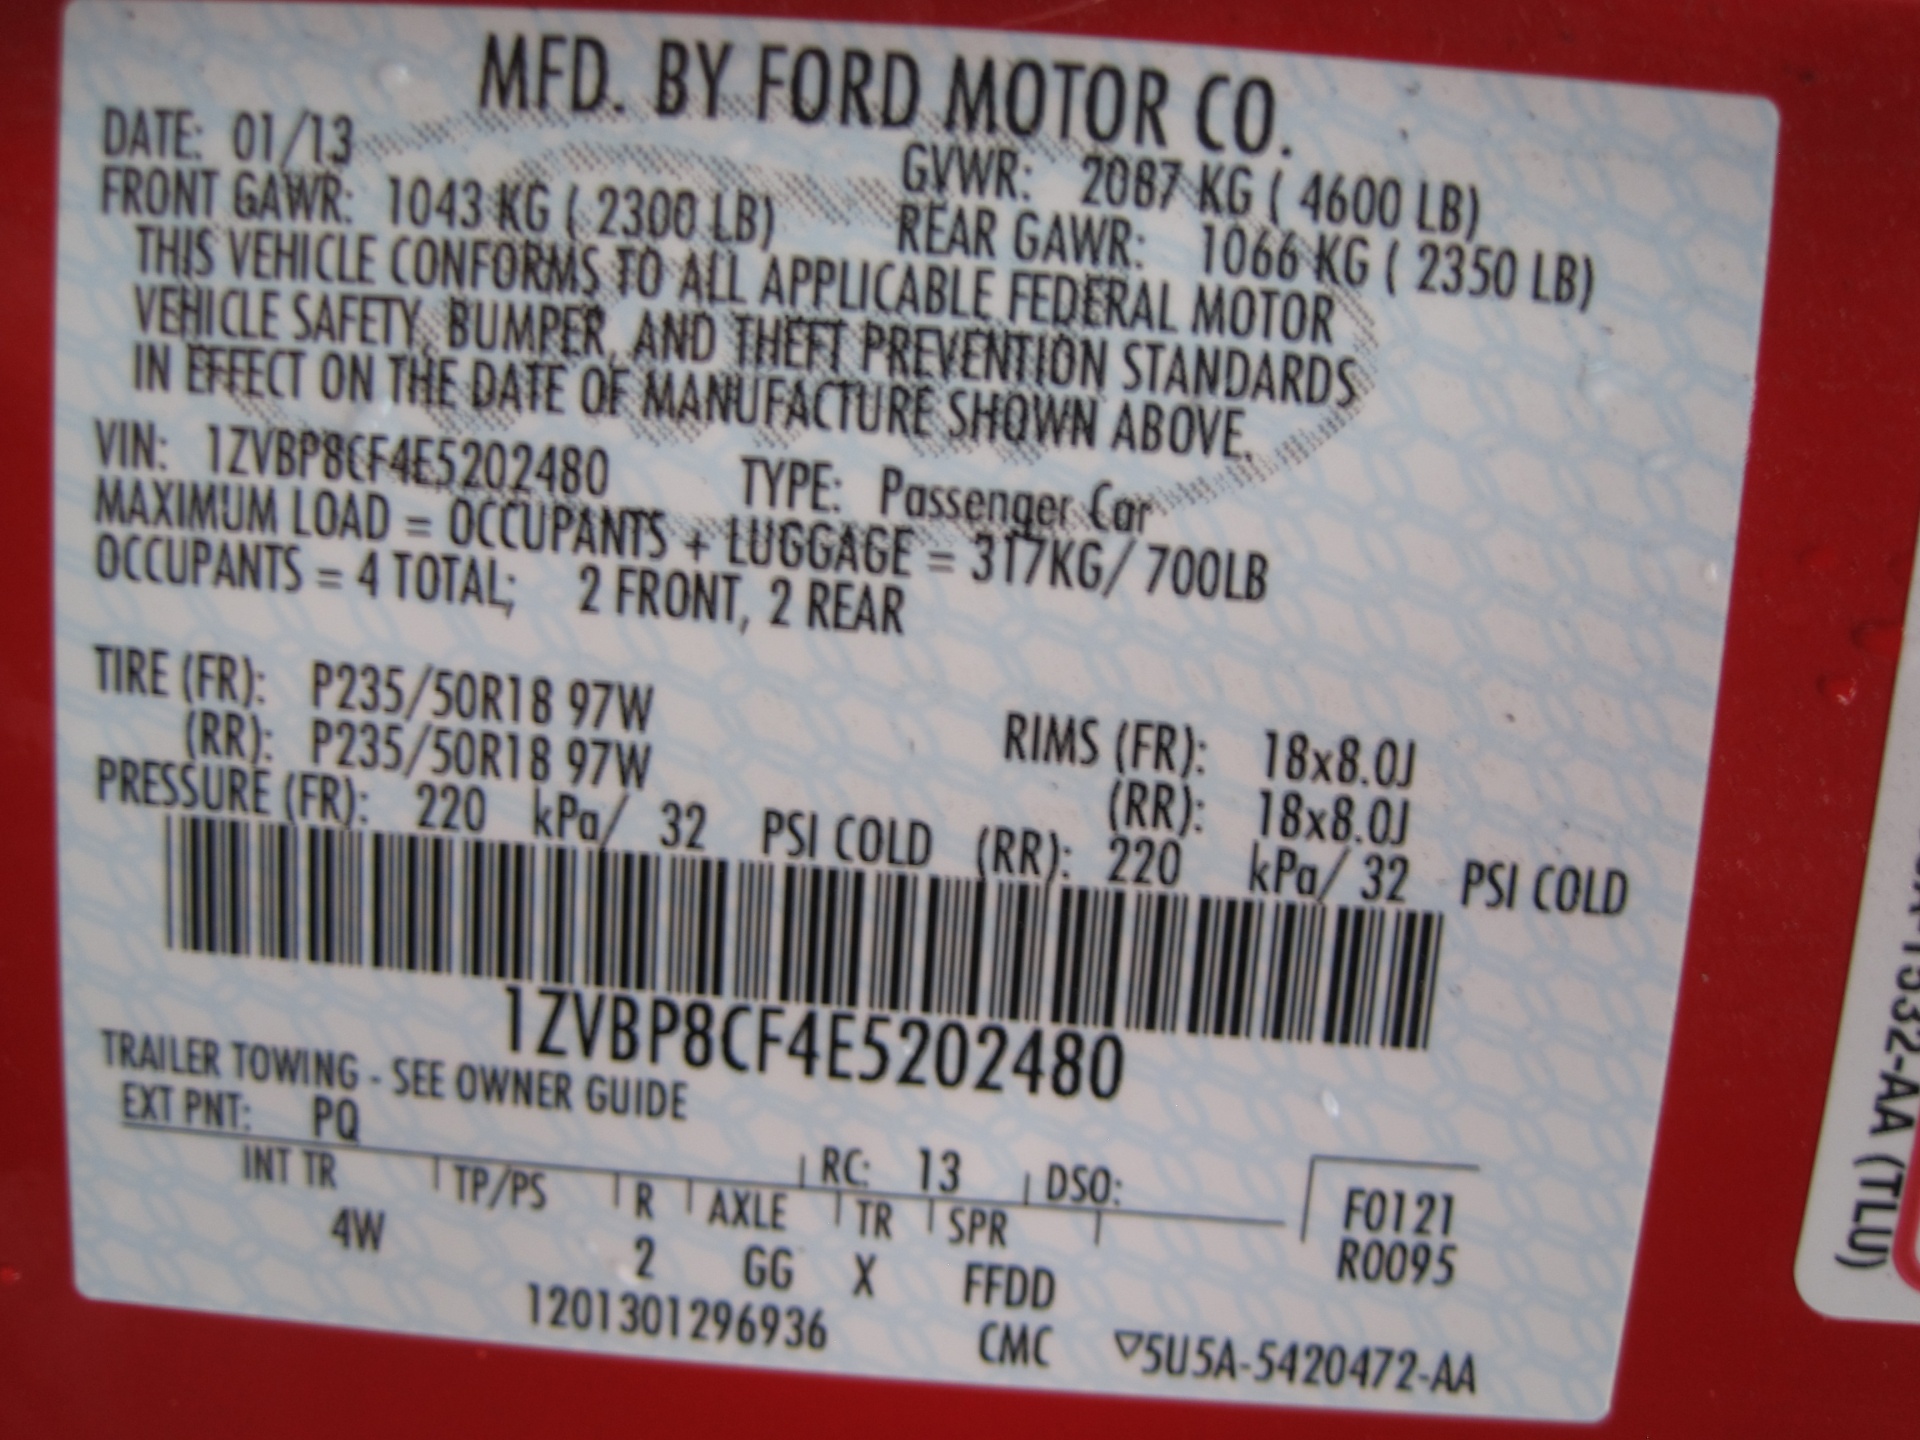 MFD. BY FORD MOTOR CO.
DATE: 01/13 GVWR: 2087 KG ( 4600 LB)
FRONT GAWR: 1043 KG ( 2300 LB) REAR GAWR: 1066 KG ( 2350 LB)
THIS VEHICLE CONFORMS TO ALL APPLICABLE FEDERAL MOTOR
VEHICLE SAFETY, BUMPER, AND THEFT PREVENTION STANDARDS
IN EFFECT ON THE DATE OF MANUFACTURE SHOWN ABOVE.
VIN: 1ZVBP8CF4E5202480 TYPE: Passenger Car
MAXIMUM LOAD = OCCUPANTS + LUGGAGE = 317KG/ 700LB
OCCUPANTS = 4 TOTAL; 2 FRONT, 2 REAR
TIRE (FR): P235/50R18 97W RIMS (FR): 18x8.0J
(RR): P235/50R18 97W (RR): 18x8.0J
PRESSURE (FR): 220 kPa/ 32 PSI COLD (RR): 220 kPa/ 32 PSI COLD
1ZVBP8CF4E5202480
TRAILER TOWING - SEE OWNER GUIDE
EXT PNT: PQ RC: 13 DSO:
INT TR TP/PS R AXLE TR SPR F0121
4W 2 GG X FFDD R0095
1201301296936 CMC ▽5U5A-5420472-AA
1532-AA (TLU)